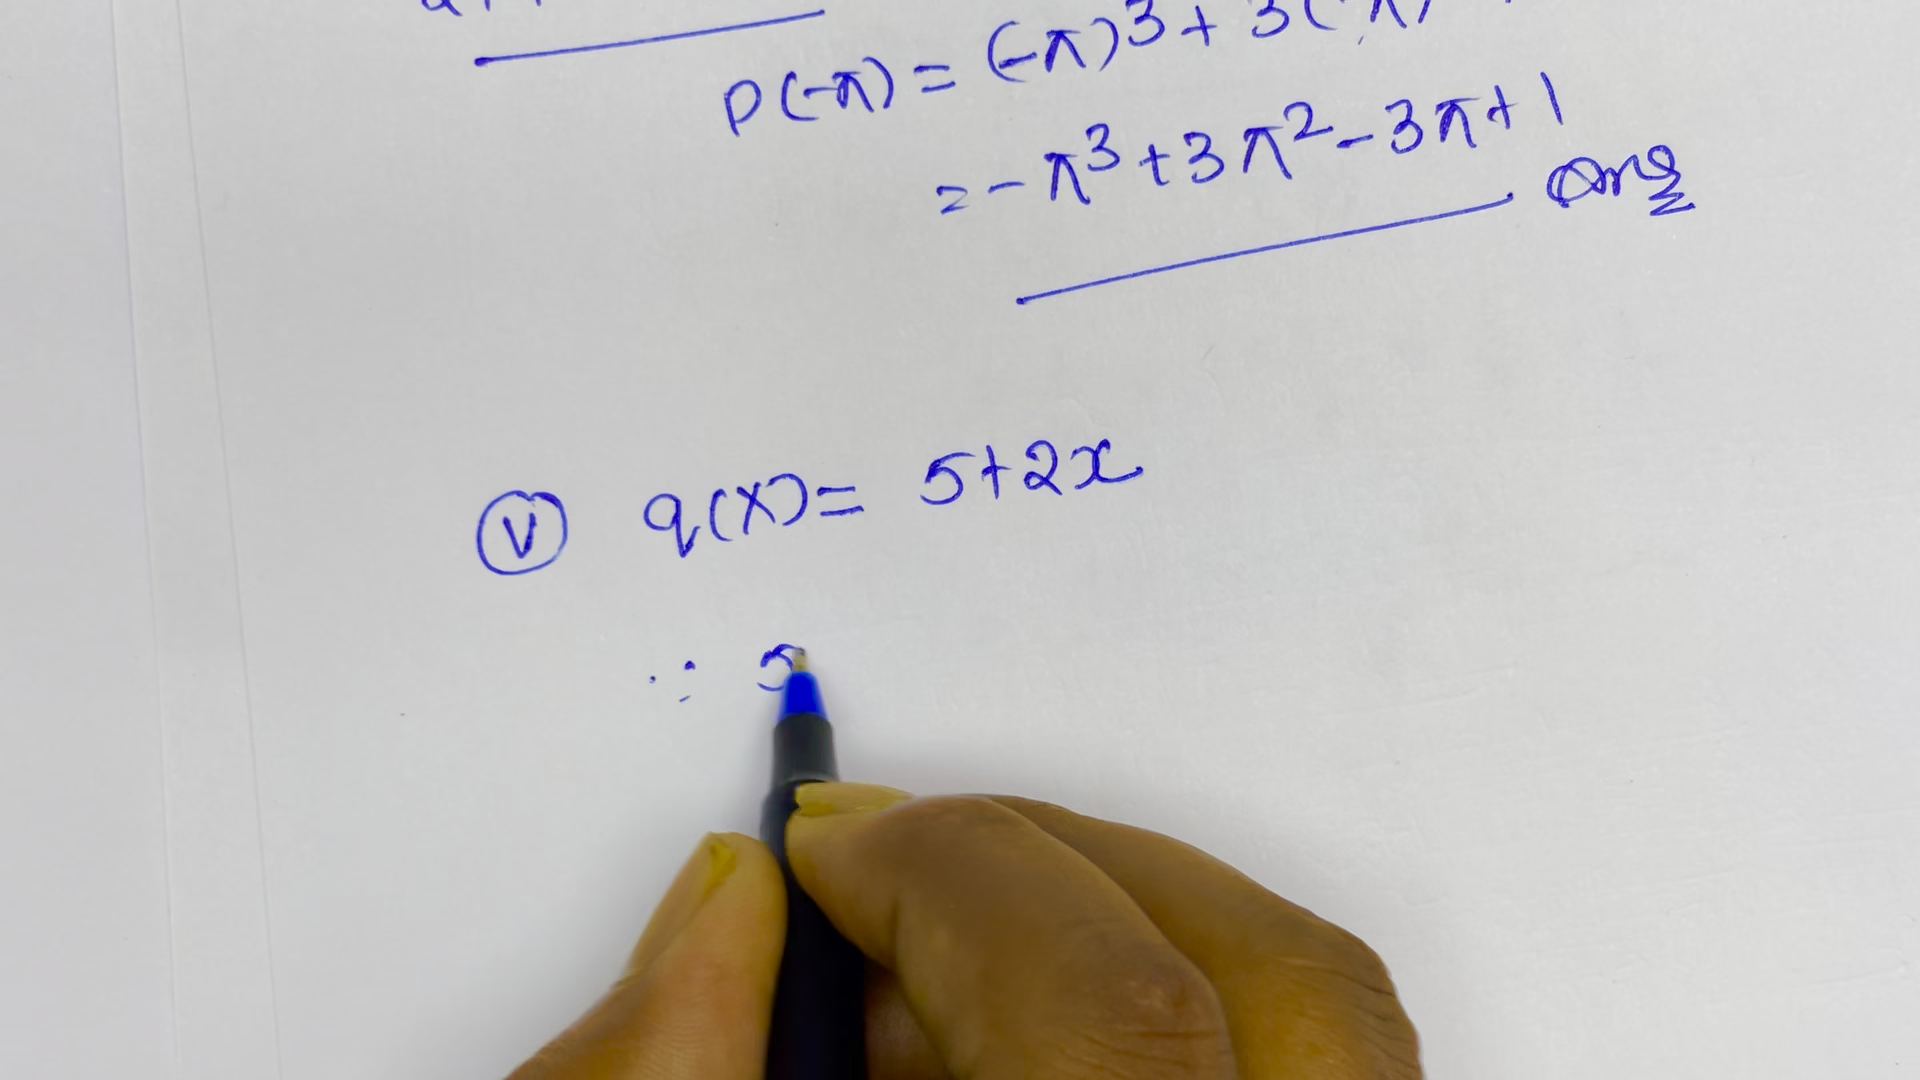 P(-π) = (-π)³ + 3(-π)
= -π³ + 3π² - 3π + 1 Ans
(V) q(x) = 5 + 2x
∵ 5